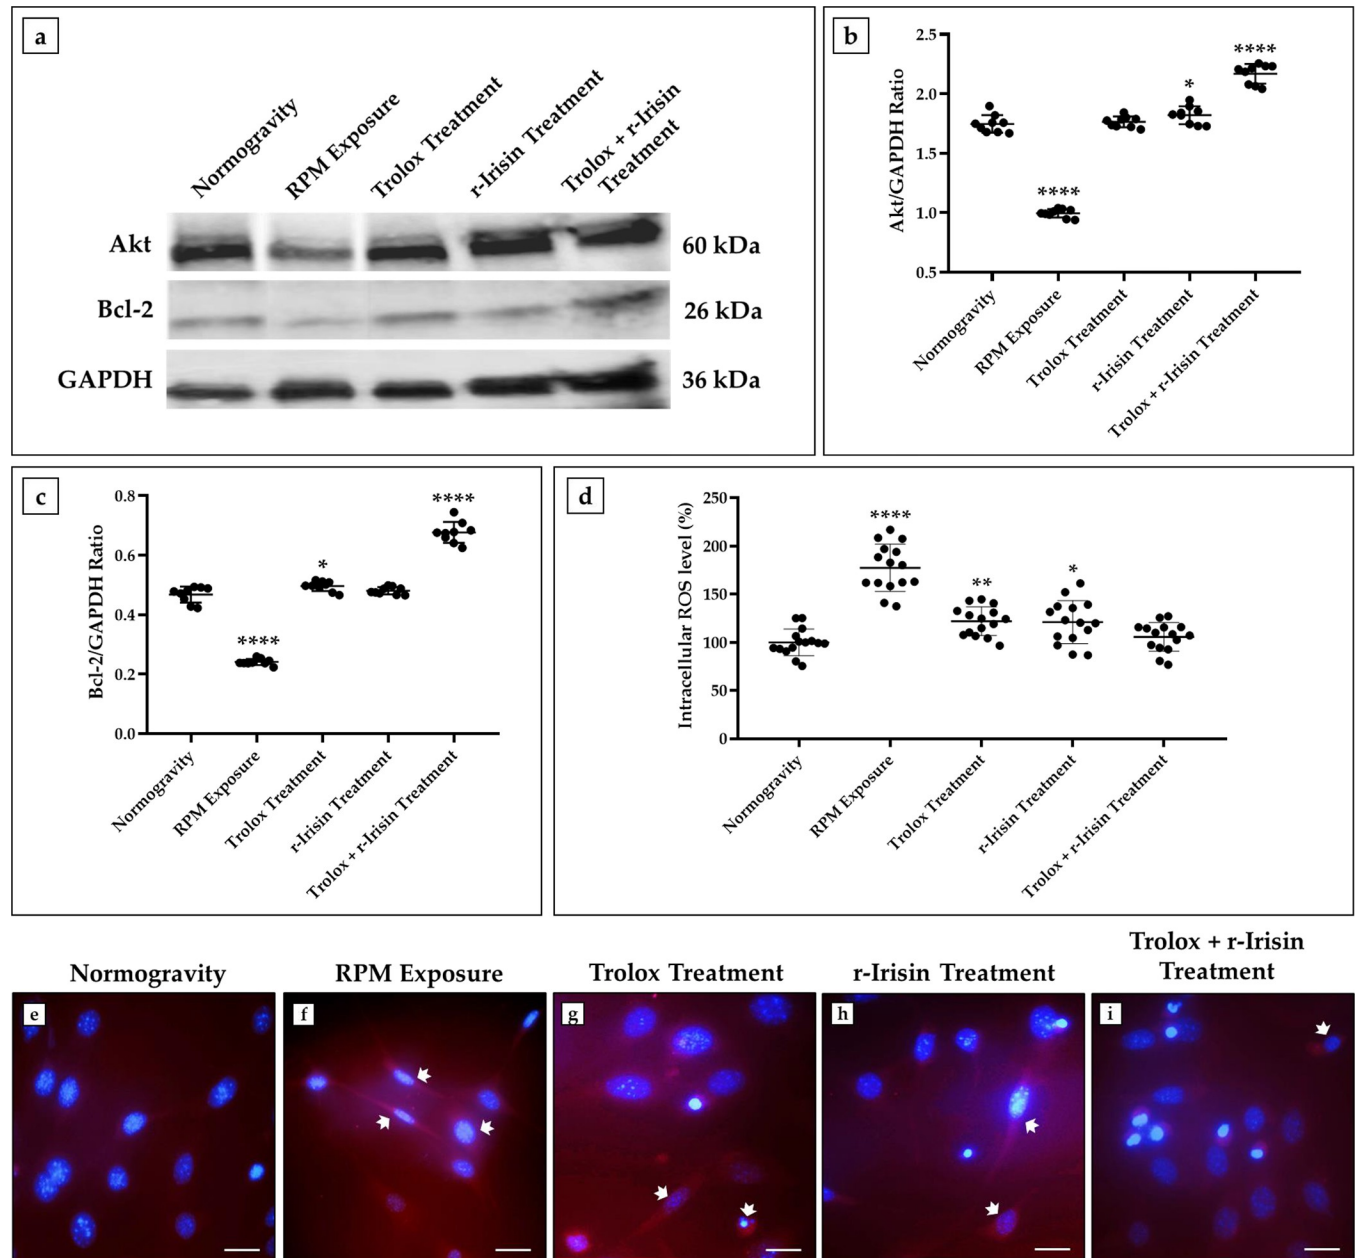 a
Normogravity
RPM Exposure
Trolox Treatment
r-Irisin Treatment
Trolox + r-Irisin
Treatment
Akt
60 kDa
Bcl-2
26 kDa
GAPDH
36 kDa
b
Akt/GAPDH Ratio
2.5
2.0
1.5
1.0
0.5
****
*
****
Normogravity
RPM Exposure
Trolox Treatment
r-Irisin Treatment
Trolox + r-Irisin Treatment
c
Bcl-2/GAPDH Ratio
0.8
0.6
0.4
0.2
0.0
****
*
****
Normogravity
RPM Exposure
Trolox Treatment
r-Irisin Treatment
Trolox + r-Irisin Treatment
d
Intracellular ROS level (%)
250
200
150
100
50
0
****
**
*
Normogravity
RPM Exposure
Trolox Treatment
r-Irisin Treatment
Trolox + r-Irisin Treatment
Normogravity
RPM Exposure
Trolox Treatment
r-Irisin Treatment
Trolox + r-Irisin
Treatment
e
f
g
h
i